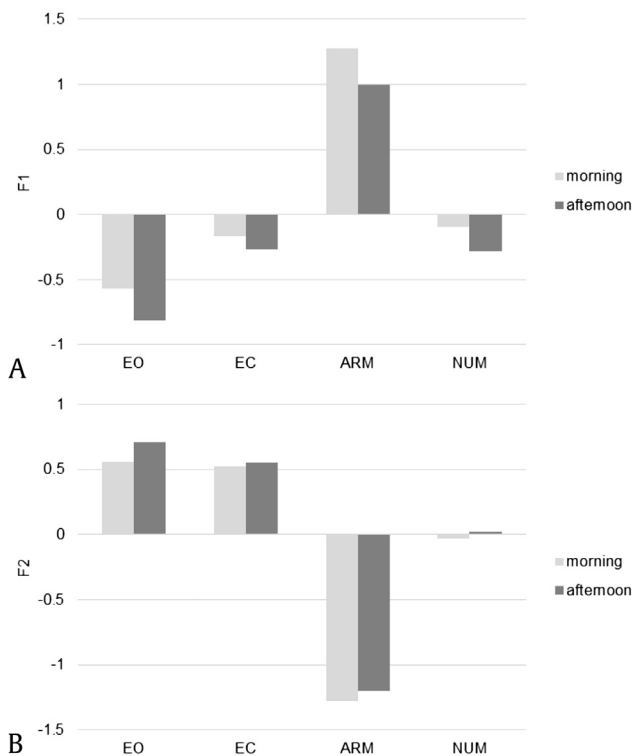 1.5
1
0.5
0
-0.5
-1
F1
EO EC ARM NUM
morning
afternoon
A
1
0.5
0
-0.5
-1
-1.5
F2
EO EC ARM NUM
morning
afternoon
B